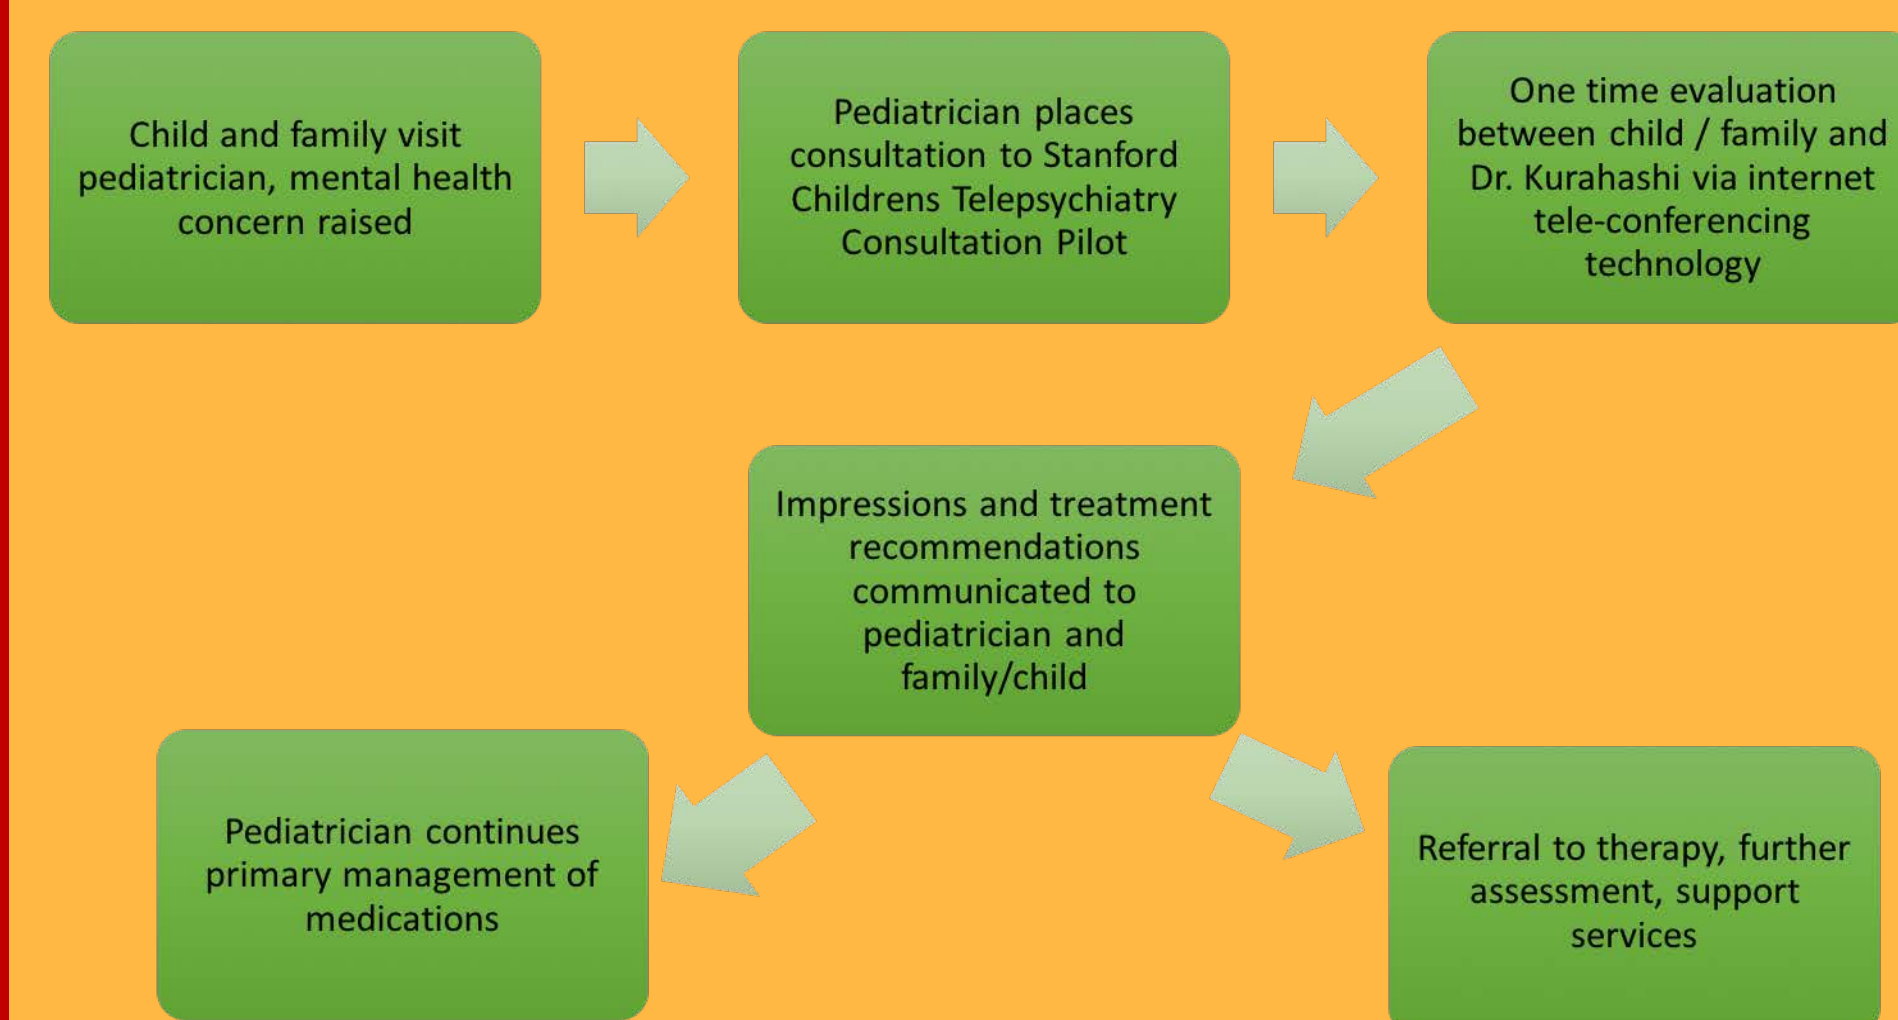 Child and family visit
pediatrician, mental health
concern raised
Pediatrician places
consultation to Stanford
Childrens Telepsychiatry
Consultation Pilot
One time evaluation
between child / family and
Dr. Kurahashi via internet
tele-conferencing
technology
Impressions and treatment
recommendations
communicated to
pediatrician and
family/child
Pediatrician continues
primary management of
medications
Referral to therapy, further
assessment, support
services